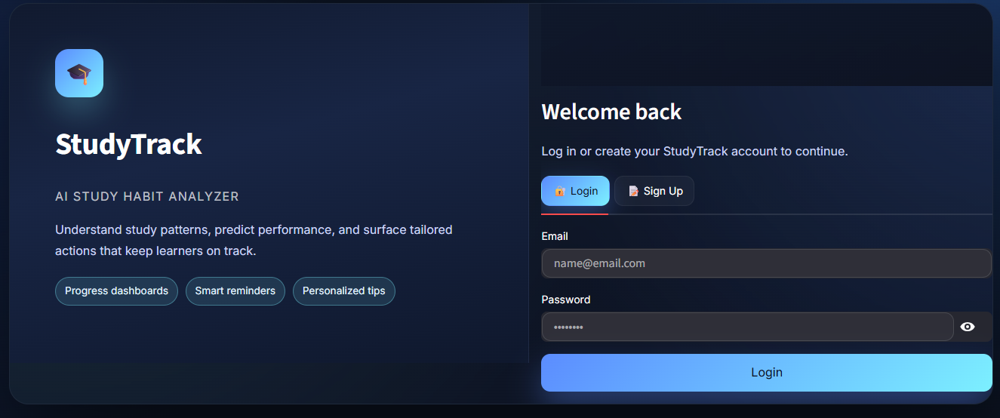 StudyTrack
AI STUDY HABIT ANALYZER
Understand study patterns, predict performance, and surface tailored
actions that keep learners on track.
Progress dashboards
Smart reminders
Personalized tips
Welcome back
Log in or create your StudyTrack account to continue.
Login
Sign Up
Email
name@email.com
Password
••••••••
Login